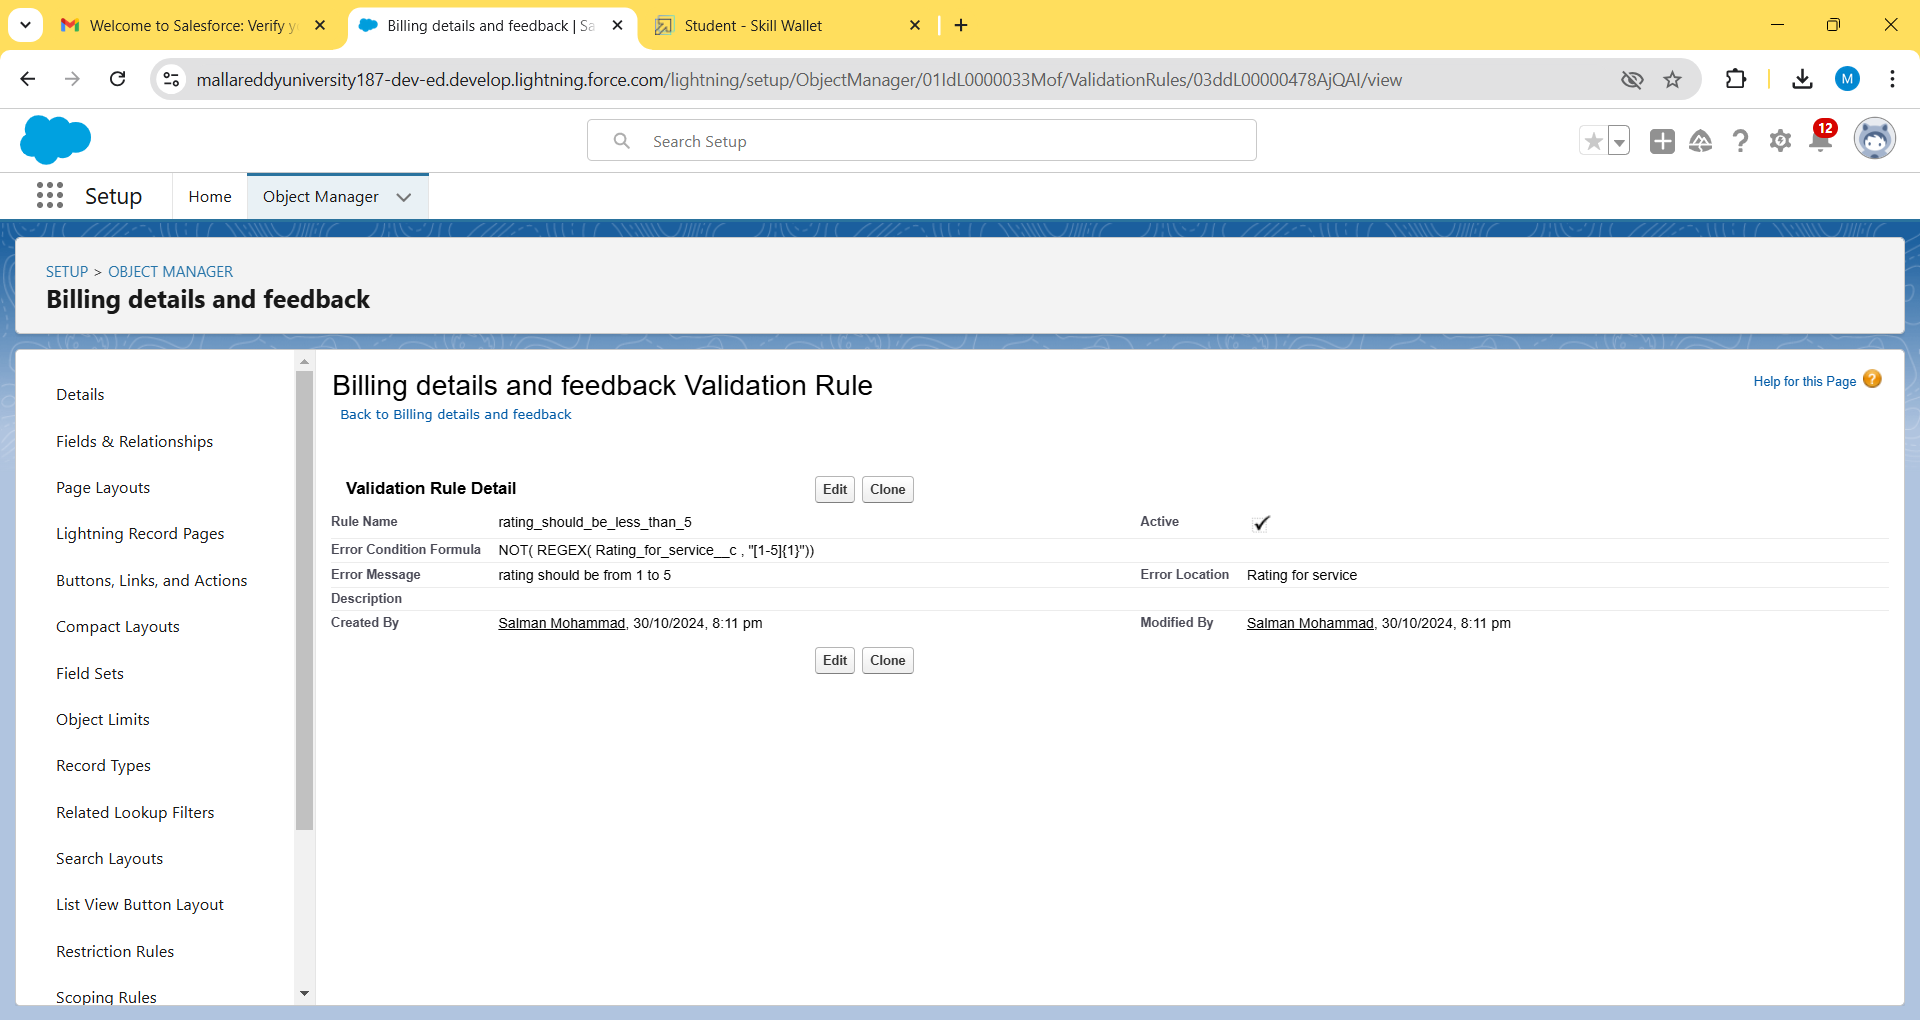 Welcome to Salesforce: Verify y
Billing details and feedback | Sa
Student - Skill Wallet
mallareddyuniversity187-dev-ed.develop.lightning.force.com/lightning/setup/ObjectManager/01IdL0000033Mof/ValidationRules/03ddL00000478AjQAI/view
M
Search Setup
12
Setup
Home
Object Manager
SETUP > OBJECT MANAGER
Billing details and feedback
Details
Fields & Relationships
Page Layouts
Lightning Record Pages
Buttons, Links, and Actions
Compact Layouts
Field Sets
Object Limits
Record Types
Related Lookup Filters
Search Layouts
List View Button Layout
Restriction Rules
Scoping Rules
Billing details and feedback Validation Rule
Help for this Page ?
Back to Billing details and feedback
Validation Rule Detail
Edit Clone
Rule Name rating_should_be_less_than_5 Active
Error Condition Formula NOT( REGEX( Rating_for_service__c , "[1-5]{1}"))
Error Message rating should be from 1 to 5 Error Location Rating for service
Description
Created By Salman Mohammad, 30/10/2024, 8:11 pm Modified By Salman Mohammad, 30/10/2024, 8:11 pm
Edit Clone